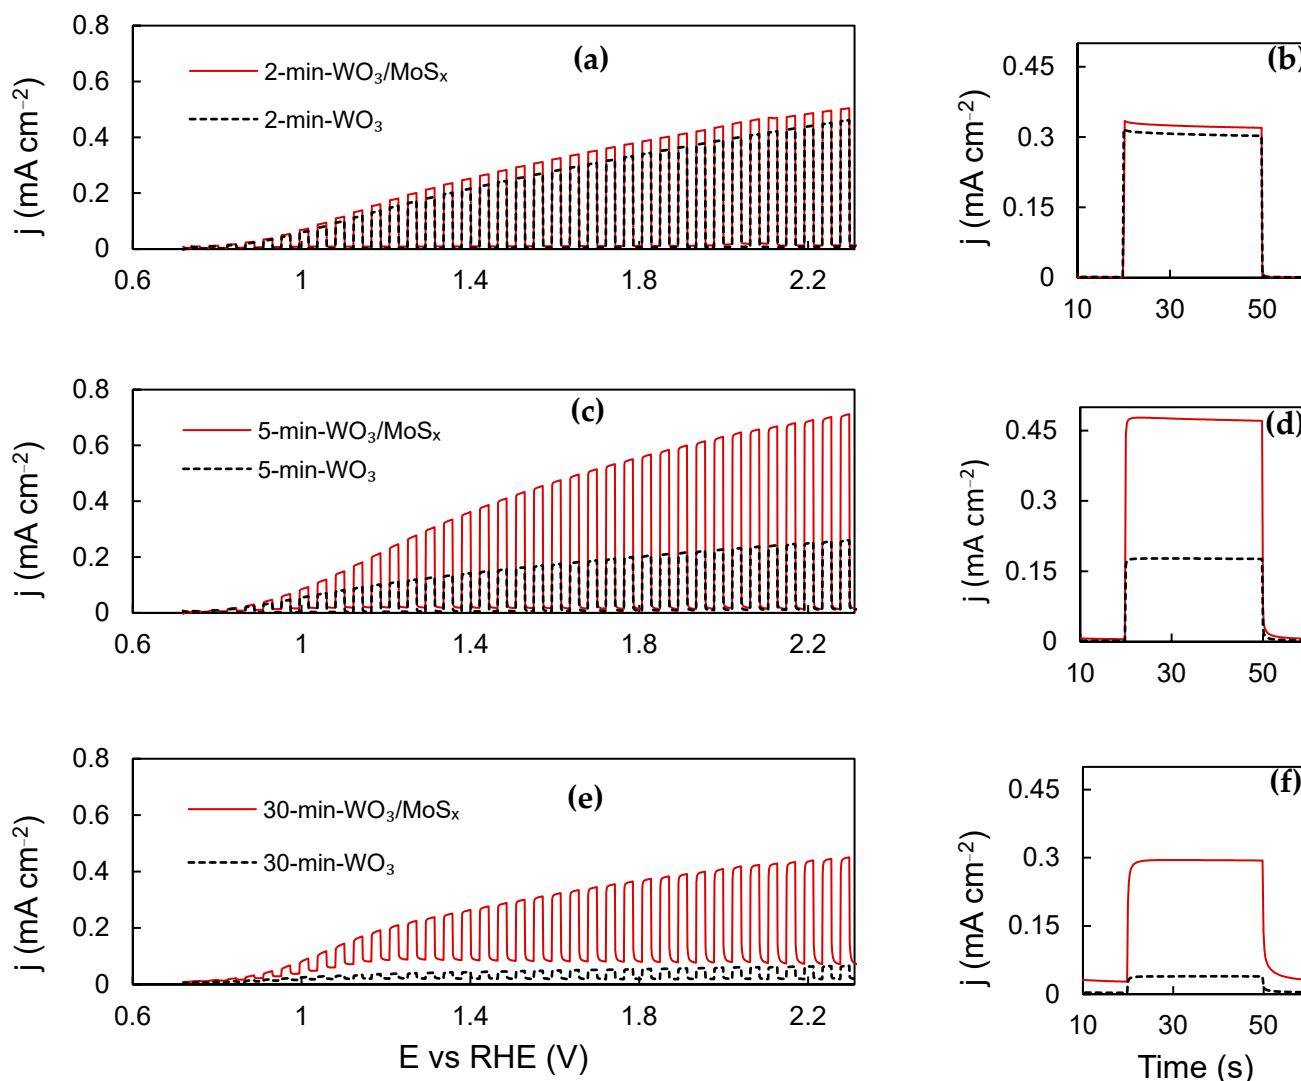 0.8
0.6
0.4
0.2
0
j (mA cm⁻²)
2-min-WO₃/MoSₓ
2-min-WO₃
(a)
0.6 1 1.4 1.8 2.2
0.45
0.3
0.15
0
j (mA cm⁻²)
(b)
10 30 50
0.8
0.6
0.4
0.2
0
j (mA cm⁻²)
5-min-WO₃/MoSₓ
5-min-WO₃
(c)
0.6 1 1.4 1.8 2.2
0.45
0.3
0.15
0
j (mA cm⁻²)
(d)
10 30 50
0.8
0.6
0.4
0.2
0
j (mA cm⁻²)
30-min-WO₃/MoSₓ
30-min-WO₃
(e)
0.6 1 1.4 1.8 2.2
E vs RHE (V)
0.45
0.3
0.15
0
j (mA cm⁻²)
(f)
10 30 50
Time (s)